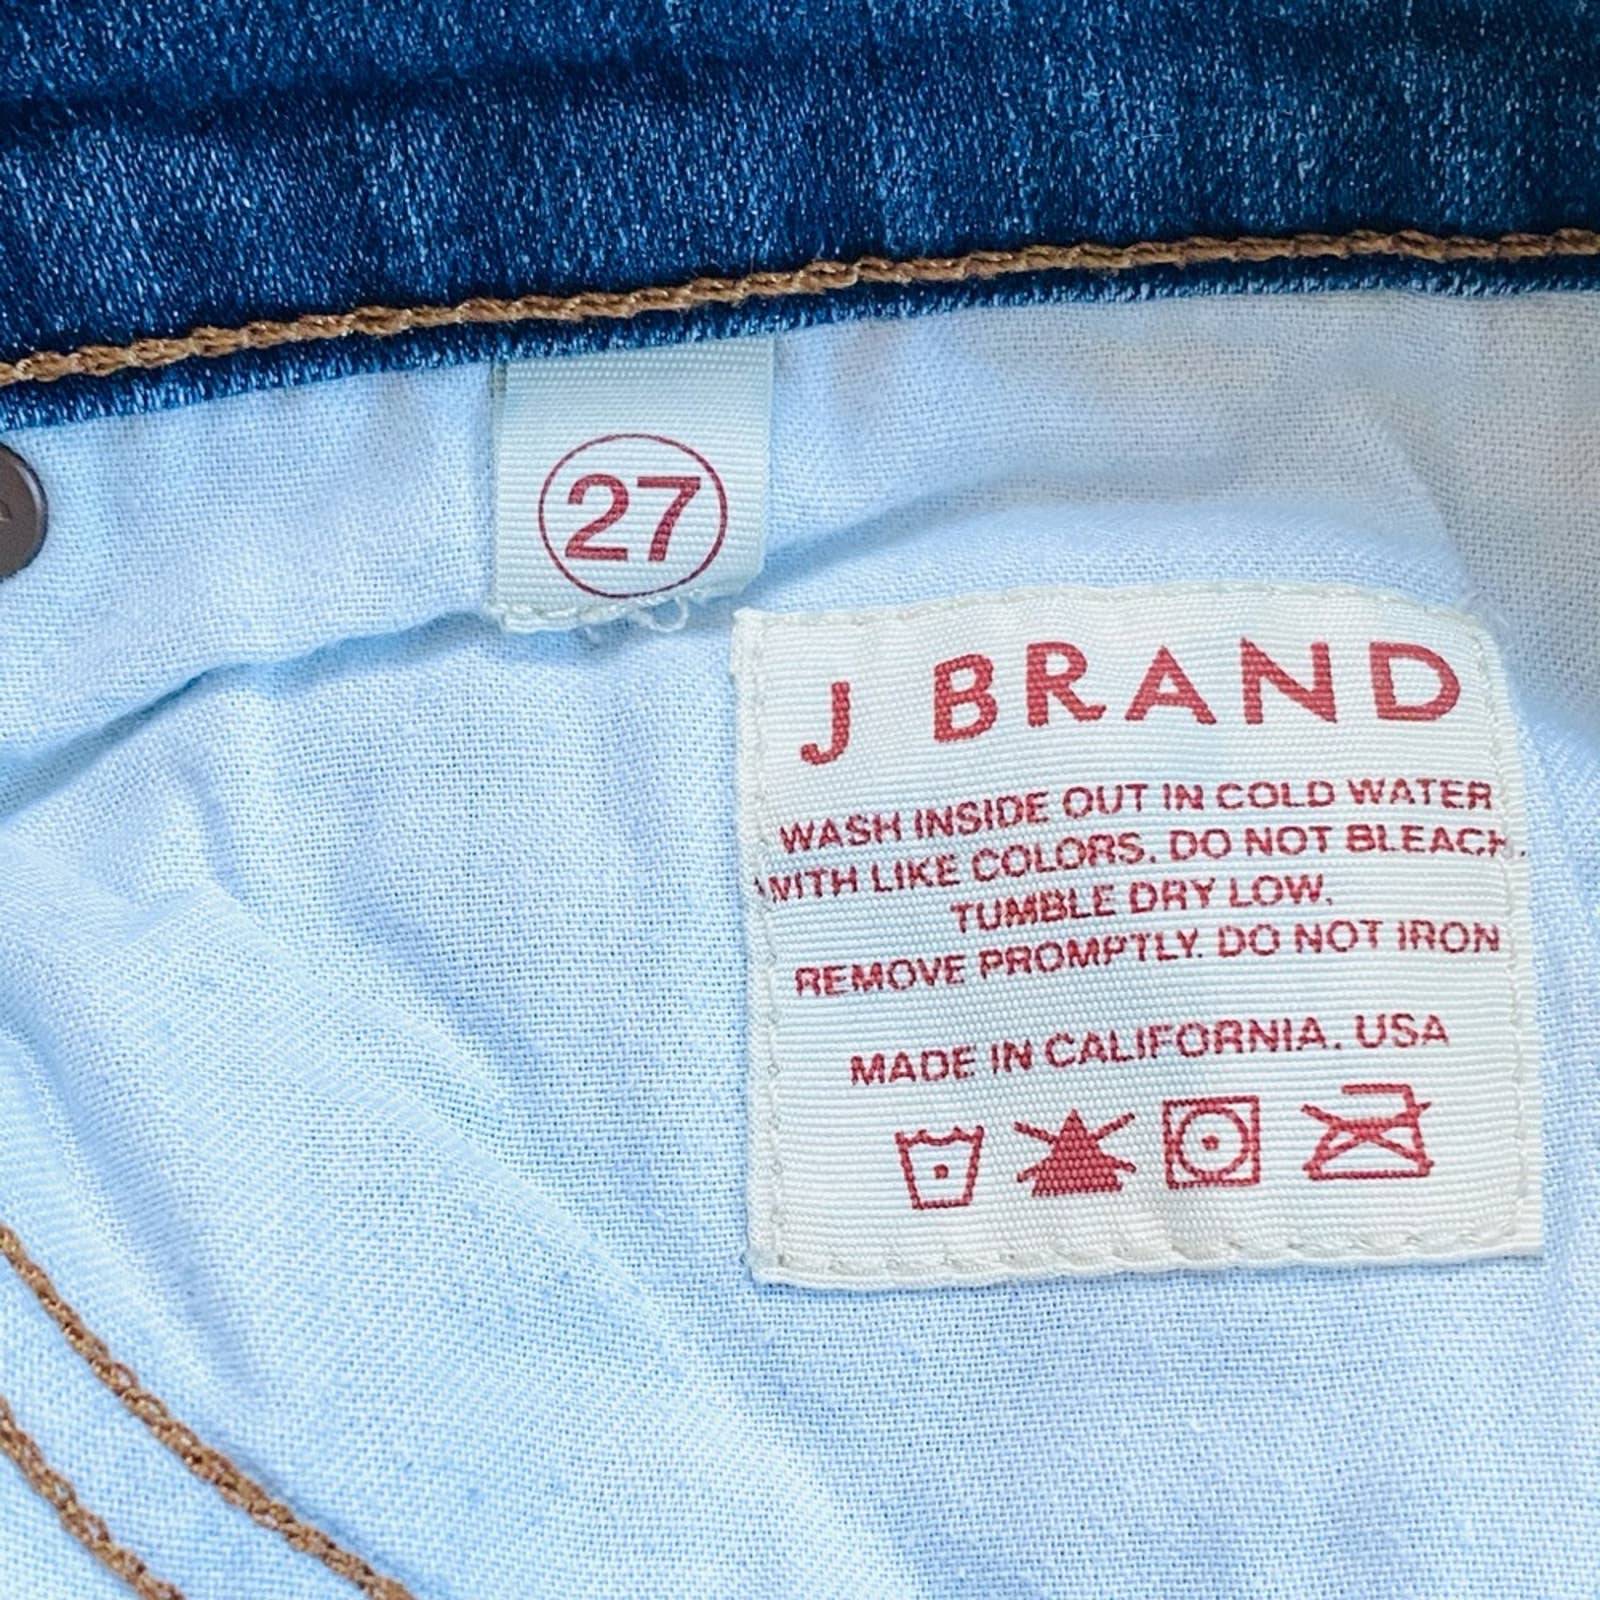 27
J BRAND
WASH INSIDE OUT IN COLD WATER
WITH LIKE COLORS. DO NOT BLEACH.
TUMBLE DRY LOW.
REMOVE PROMPTLY. DO NOT IRON
MADE IN CALIFORNIA. USA